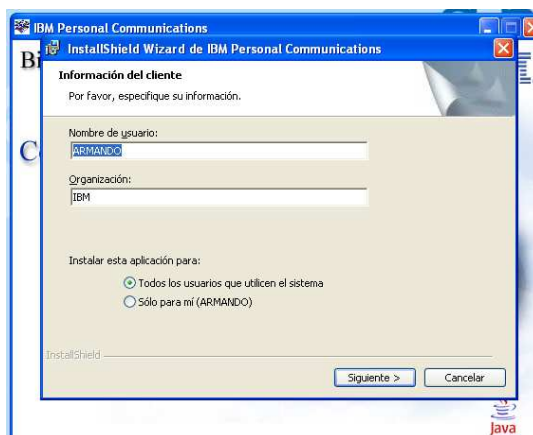 IBM Personal Communications
Bi
InstallShield Wizard de IBM Personal Communications
Información del cliente
Por favor, especifique su información.
C
Nombre de usuario:
ARMANDO
Organización:
IBM
Instalar esta aplicación para:
Todos los usuarios que utilicen el sistema
Sólo para mí (ARMANDO)
InstallShield
Siguiente >
Cancelar
Java